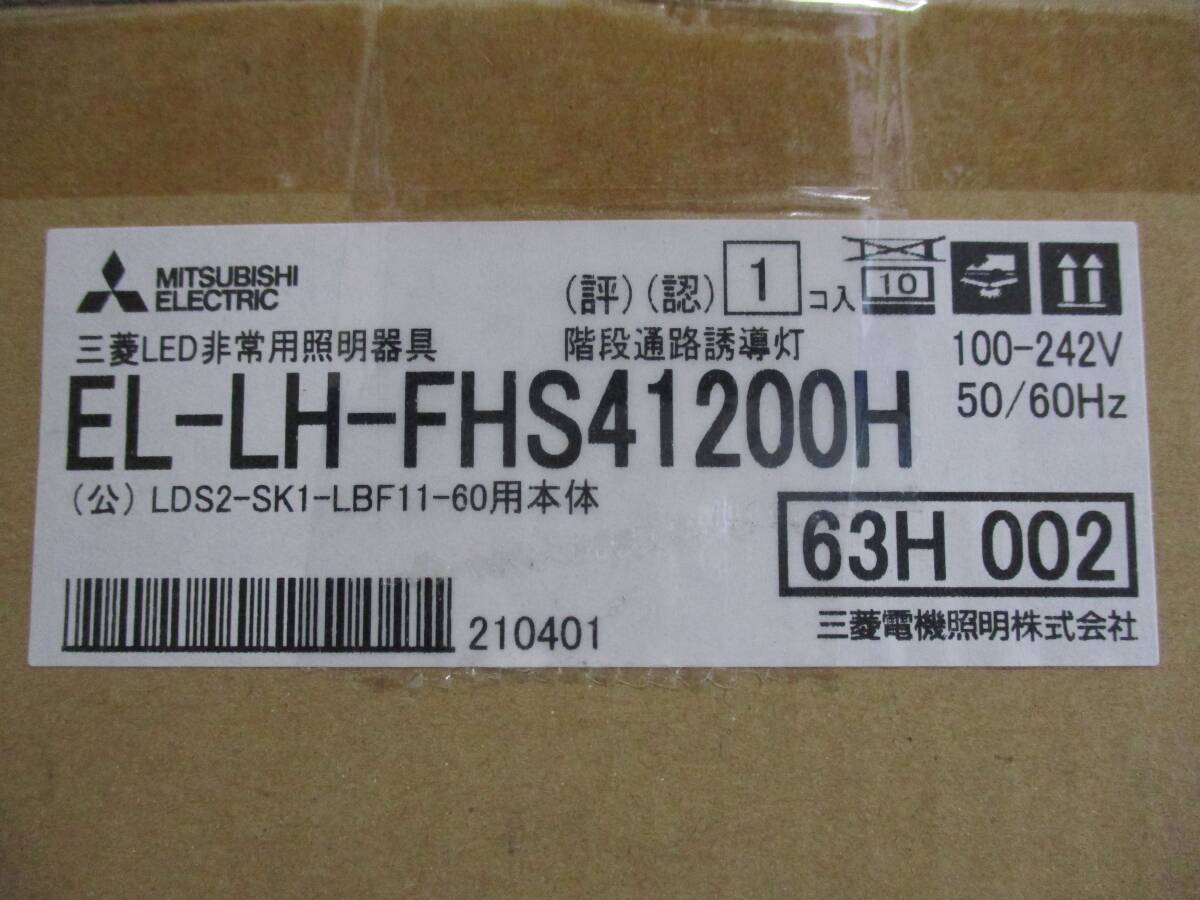 MITSUBISHI
ELECTRIC
(評)(認) 1 コ入 10
三菱LED非常用照明器具 階段通路誘導灯 100-242V
EL-LH-FHS41200H 50/60Hz
(公) LDS2-SK1-LBF11-60用本体
63H 002
210401 三菱電機照明株式会社